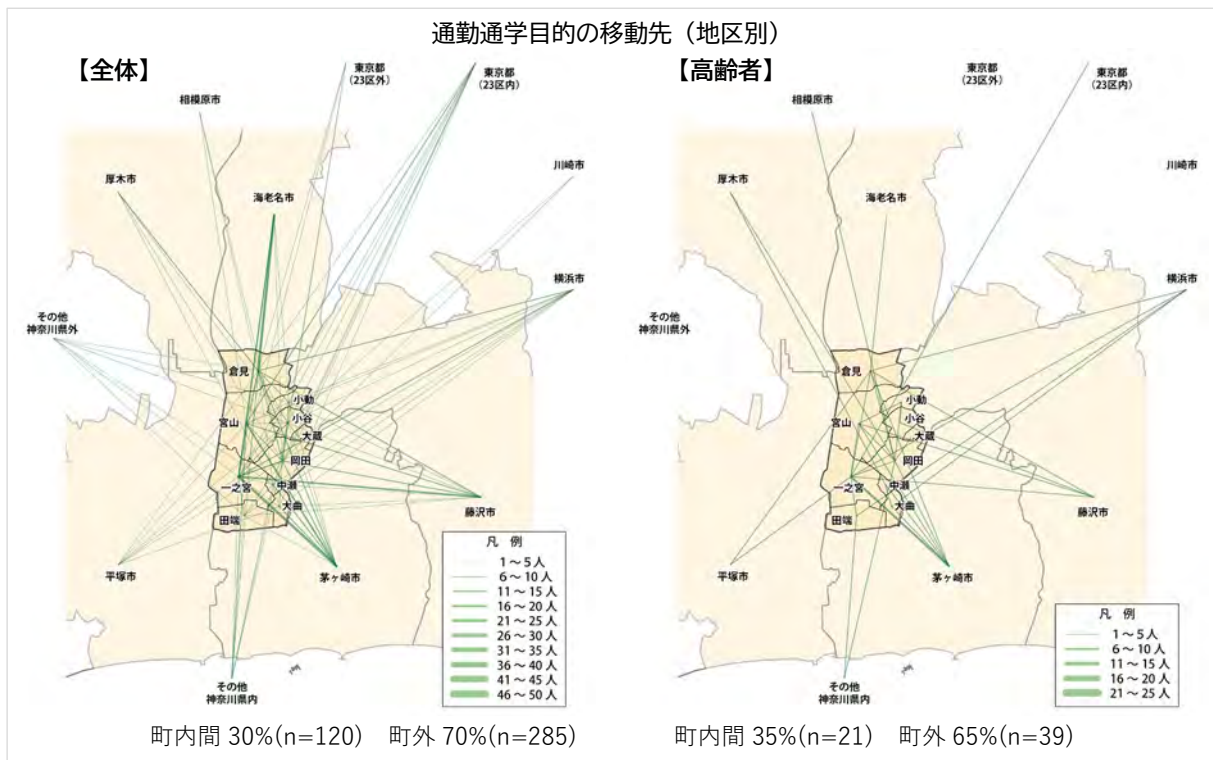 通勤通学目的の移動先（地区別）
【全体】
東京都
（23区外）
東京都
（23区内）
相模原市
川崎市
厚木市
海老名市
横浜市
その他
神奈川県外
倉見
小動
宮山
小谷
大蔵
岡田
一之宮
中瀬
大曲
田端
藤沢市
平塚市
茅ヶ崎市
その他
神奈川県内
凡 例
1～5人
6～10人
11～15人
16～20人
21～25人
26～30人
31～35人
36～40人
41～45人
46～50人
町内間 30%(n=120) 町外 70%(n=285)
【高齢者】
東京都
（23区外）
東京都
（23区内）
相模原市
川崎市
厚木市
海老名市
横浜市
その他
神奈川県外
倉見
小動
宮山
小谷
大蔵
岡田
一之宮
中瀬
大曲
田端
藤沢市
平塚市
茅ヶ崎市
その他
神奈川県内
凡 例
1～5人
6～10人
11～15人
16～20人
21～25人
町内間 35%(n=21) 町外 65%(n=39)